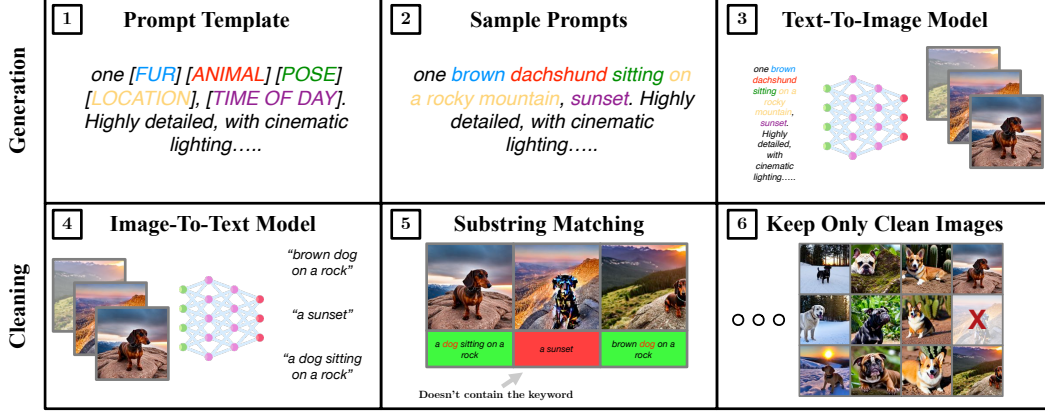 Generation
1
Prompt Template
one [FUR] [ANIMAL] [POSE]
[LOCATION], [TIME OF DAY].
Highly detailed, with cinematic
lighting…..
2
Sample Prompts
one brown dachshund sitting on
a rocky mountain, sunset. Highly
detailed, with cinematic
lighting…..
3
Text-To-Image Model
one brown
dachshund
sitting on a
rocky
mountain,
sunset.
Highly
detailed,
with
cinematic
lighting…..
Cleaning
4
Image-To-Text Model
“brown dog
on a rock”
“a sunset”
“a dog sitting
on a rock”
5
Substring Matching
a dog sitting on a
rock
a sunset
brown dog on a
rock
Doesn't contain the keyword
6
Keep Only Clean Images
X